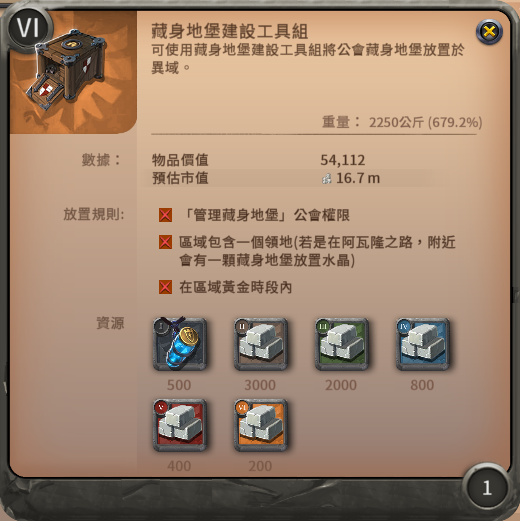 VI
藏身地堡建設工具組
可使用藏身地堡建設工具組將公會藏身地堡放置於
異域。
重量： 2250公斤 (679.2%)
數據： 物品價值 54,112
預估市值 16.7 m
放置規則: 「管理藏身地堡」公會權限
區域包含一個領地(若是在阿瓦隆之路，附近
會有一顆藏身地堡放置水晶)
在區域黃金時段內
資源
I II III IV
500 3000 2000 800
V VI
400 200
1